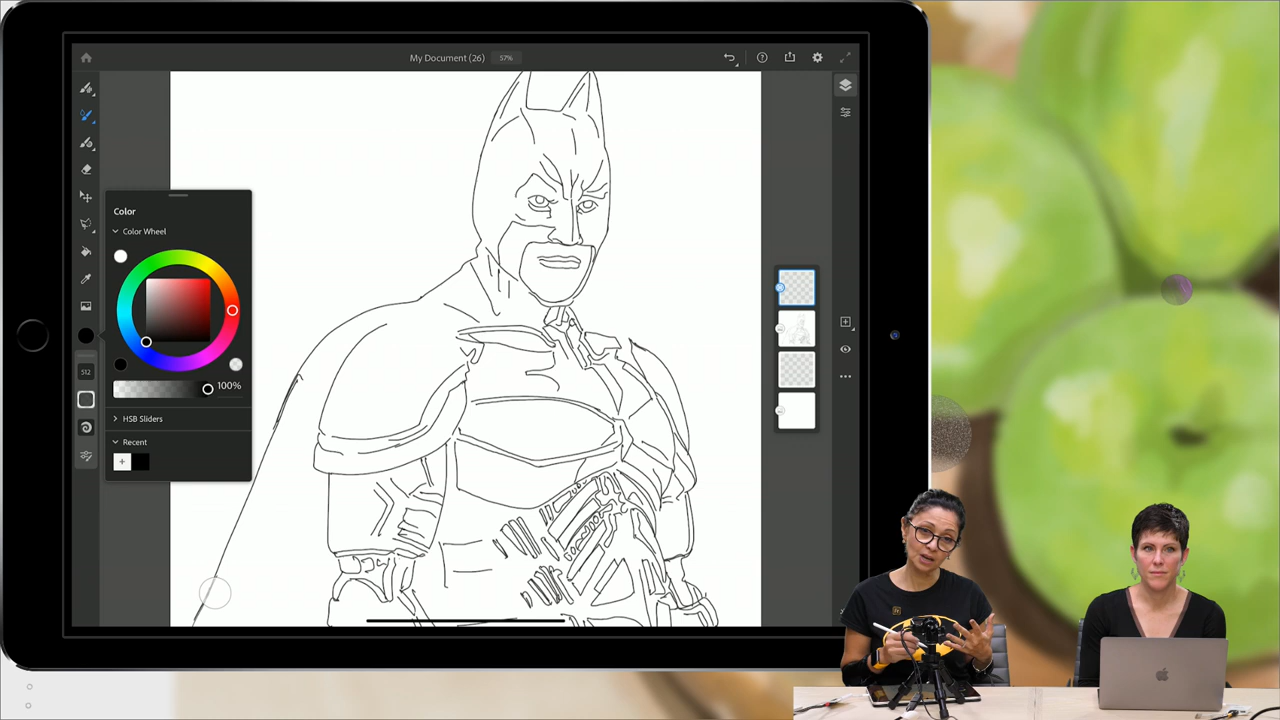 My Document (26) 57%
Color
Color Wheel
100%
512
HSB Sliders
Recent